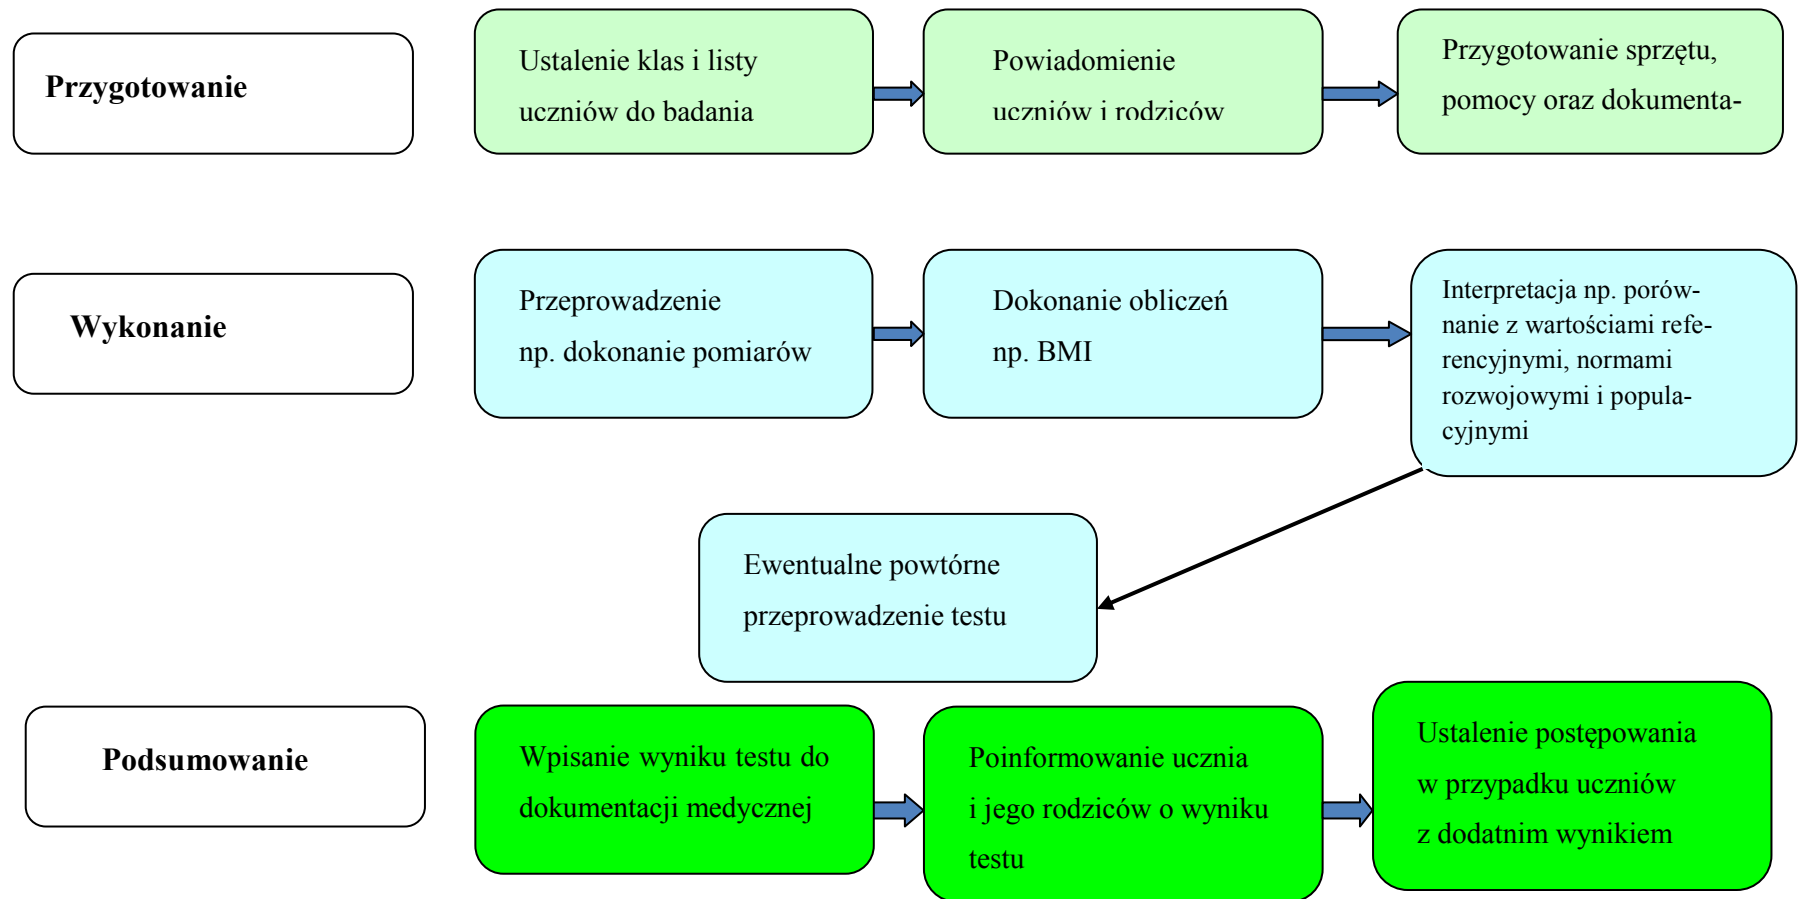 Przygotowanie
Ustalenie klas i listy
uczniów do badania
Powiadomienie
uczniów i rodziców
Przygotowanie sprzętu,
pomocy oraz dokumenta-
Wykonanie
Przeprowadzenie
np. dokonanie pomiarów
Dokonanie obliczeń
np. BMI
Interpretacja np. porów-
nanie z wartościami refe-
rencyjnymi, normami
rozwojowymi i popula-
cyjnymi
Ewentualne powtórne
przeprowadzenie testu
Podsumowanie
Wpisanie wyniku testu do
dokumentacji medycznej
Poinformowanie ucznia
i jego rodziców o wyniku
testu
Ustalenie postępowania
w przypadku uczniów
z dodatnim wynikiem